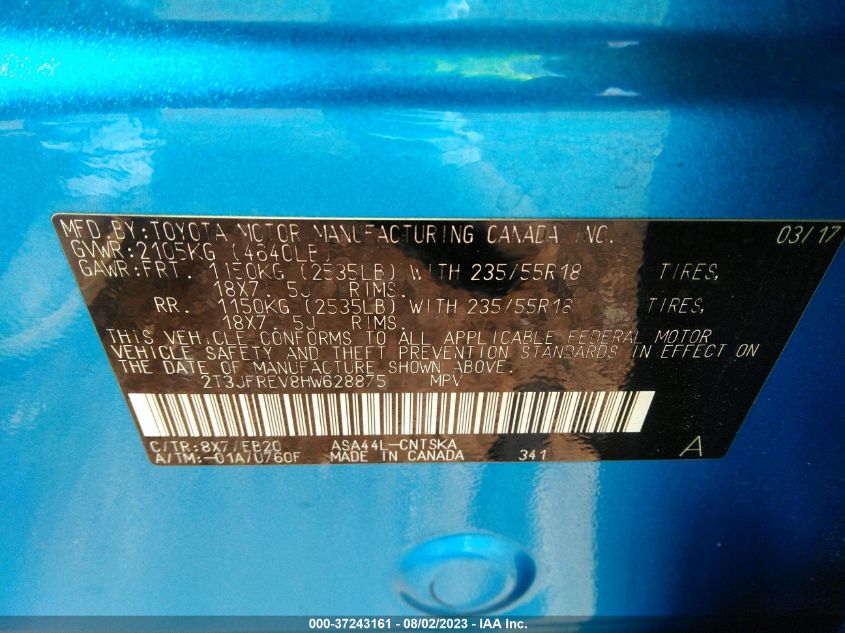 MFD.BY:TOYOTA MOTOR MANUFACTURING CANADA INC. 03/17
GVWR:2105KG (4640LB)
GAWR:FRT. 1150KG (2535LB) WITH 235/55R18 TIRES,
18X7. 5J RIMS.
RR. 1150KG (2535LB) WITH 235/55R18 TIRES,
18X7. 5J RIMS.
THIS VEHICLE CONFORMS TO ALL APPLICABLE FEDERAL MOTOR
VEHICLE SAFETY AND THEFT PREVENTION STANDARDS IN EFFECT ON
THE DATE OF MANUFACTURE SHOWN ABOVE.
2T3JFREV8HW628875 MPV
C/TR:8X7/EB20 ASA44L-CNTSKA A
A/TM:-01A/U760F MADE IN CANADA 341
000-37243161 - 08/02/2023 - IAA Inc.